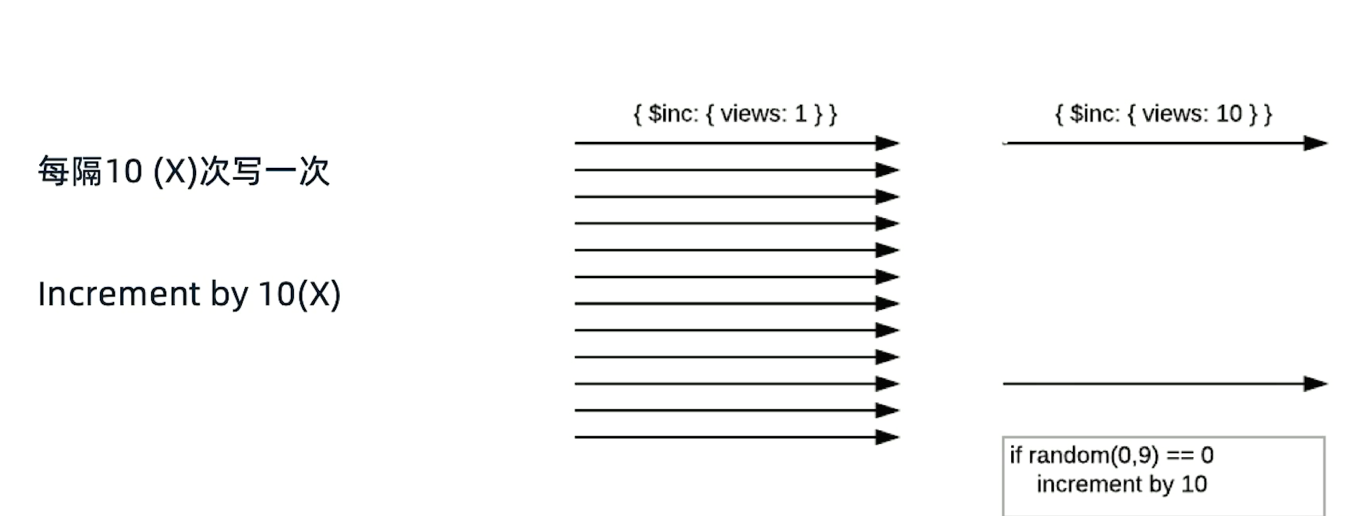 每隔10 (X)次写一次
Increment by 10(X)
{ $inc: { views: 1 } }
{ $inc: { views: 10 } }
if random(0,9) == 0
increment by 10